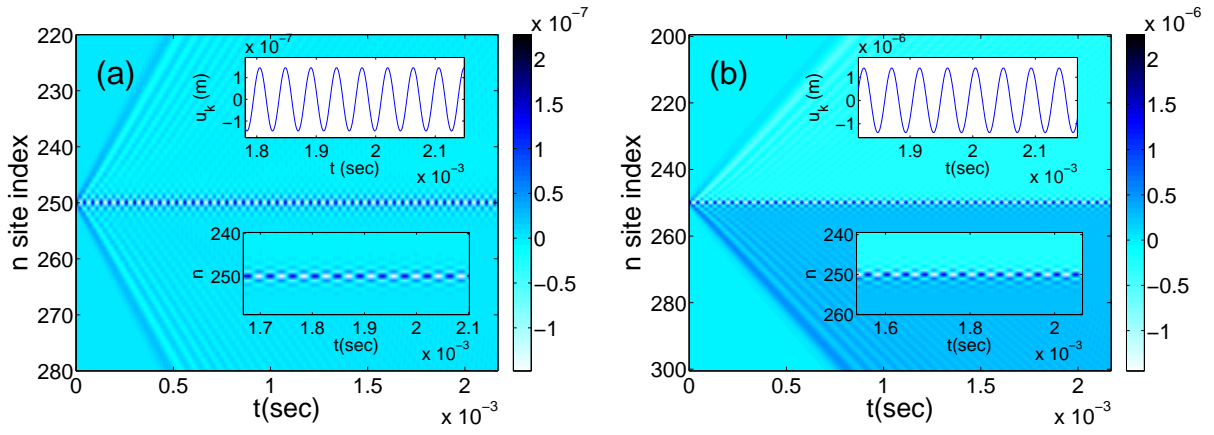 x 10⁻⁷
220
230
240
250
260
270
280
n site index
(a)
x 10⁻⁷
1
0
−1
u_k (m)
1.8
1.9
2
2.1
t (sec)
x 10⁻³
240
250
n
1.7
1.8
1.9
2
2.1
t(sec)
x 10⁻³
0
0.5
1
1.5
2
t(sec)
x 10⁻³
2
1.5
1
0.5
0
−0.5
−1
x 10⁻⁶
200
220
240
260
280
300
n site index
(b)
x 10⁻⁶
1
0
−1
u_k (m)
1.9
2
2.1
t (sec)
x 10⁻³
240
250
260
n
1.6
1.8
2
t(sec)
x 10⁻³
0
0.5
1
1.5
2
t(sec)
x 10⁻³
2
1.5
1
0.5
0
−0.5
−1